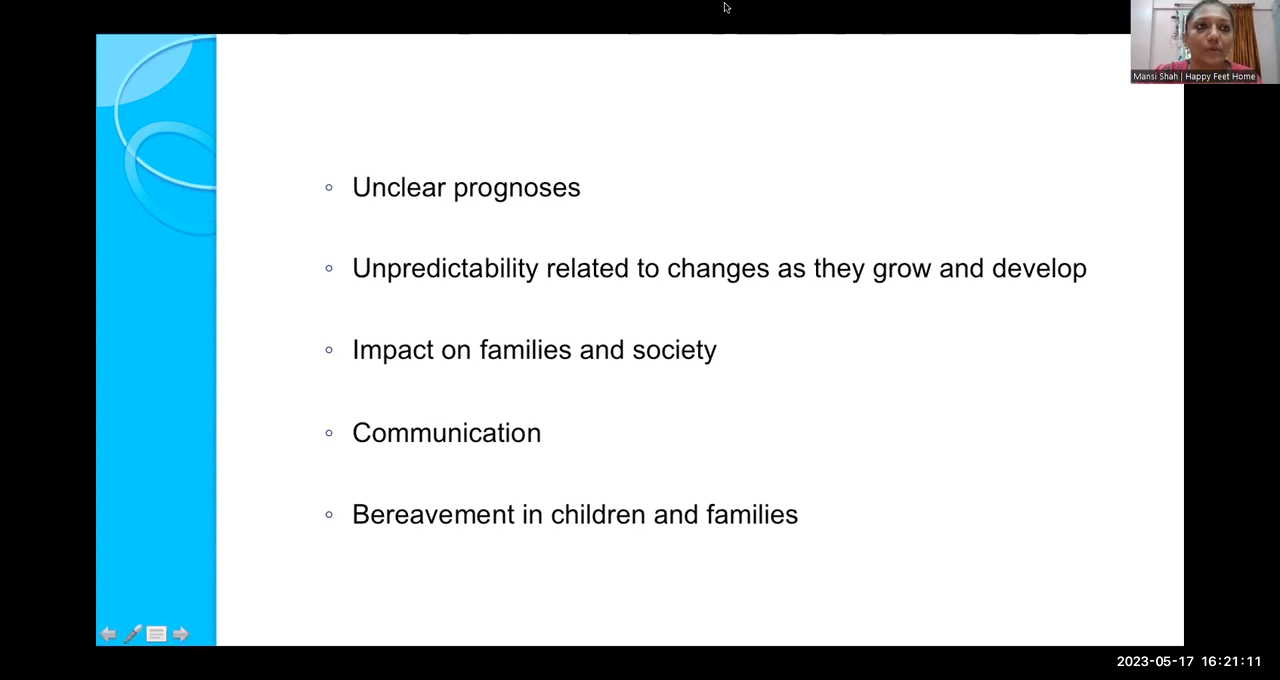 Mansi Shah | Happy Feet Home
Unclear prognoses
Unpredictability related to changes as they grow and develop
Impact on families and society
Communication
Bereavement in children and families
2023-05-17 16:21:11